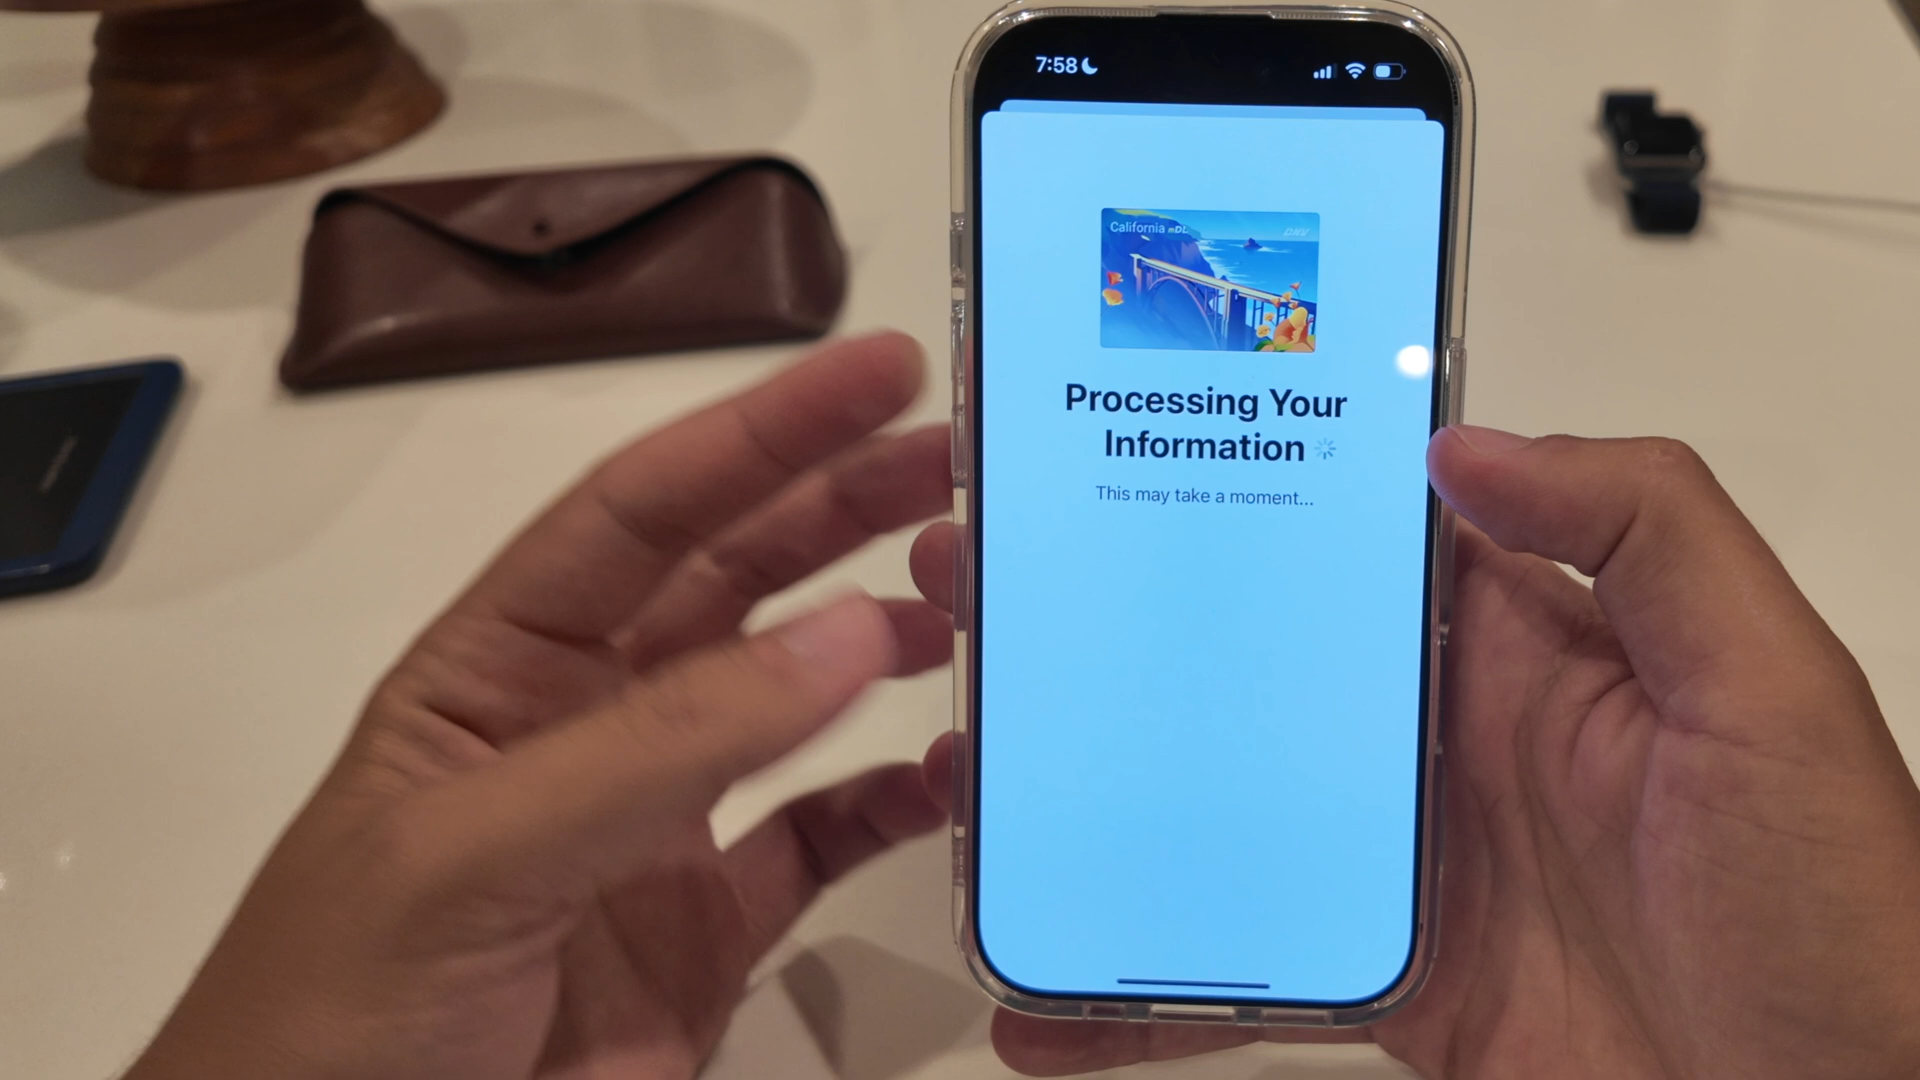 7:58
California mDL
DMV
Processing Your
Information
This may take a moment...